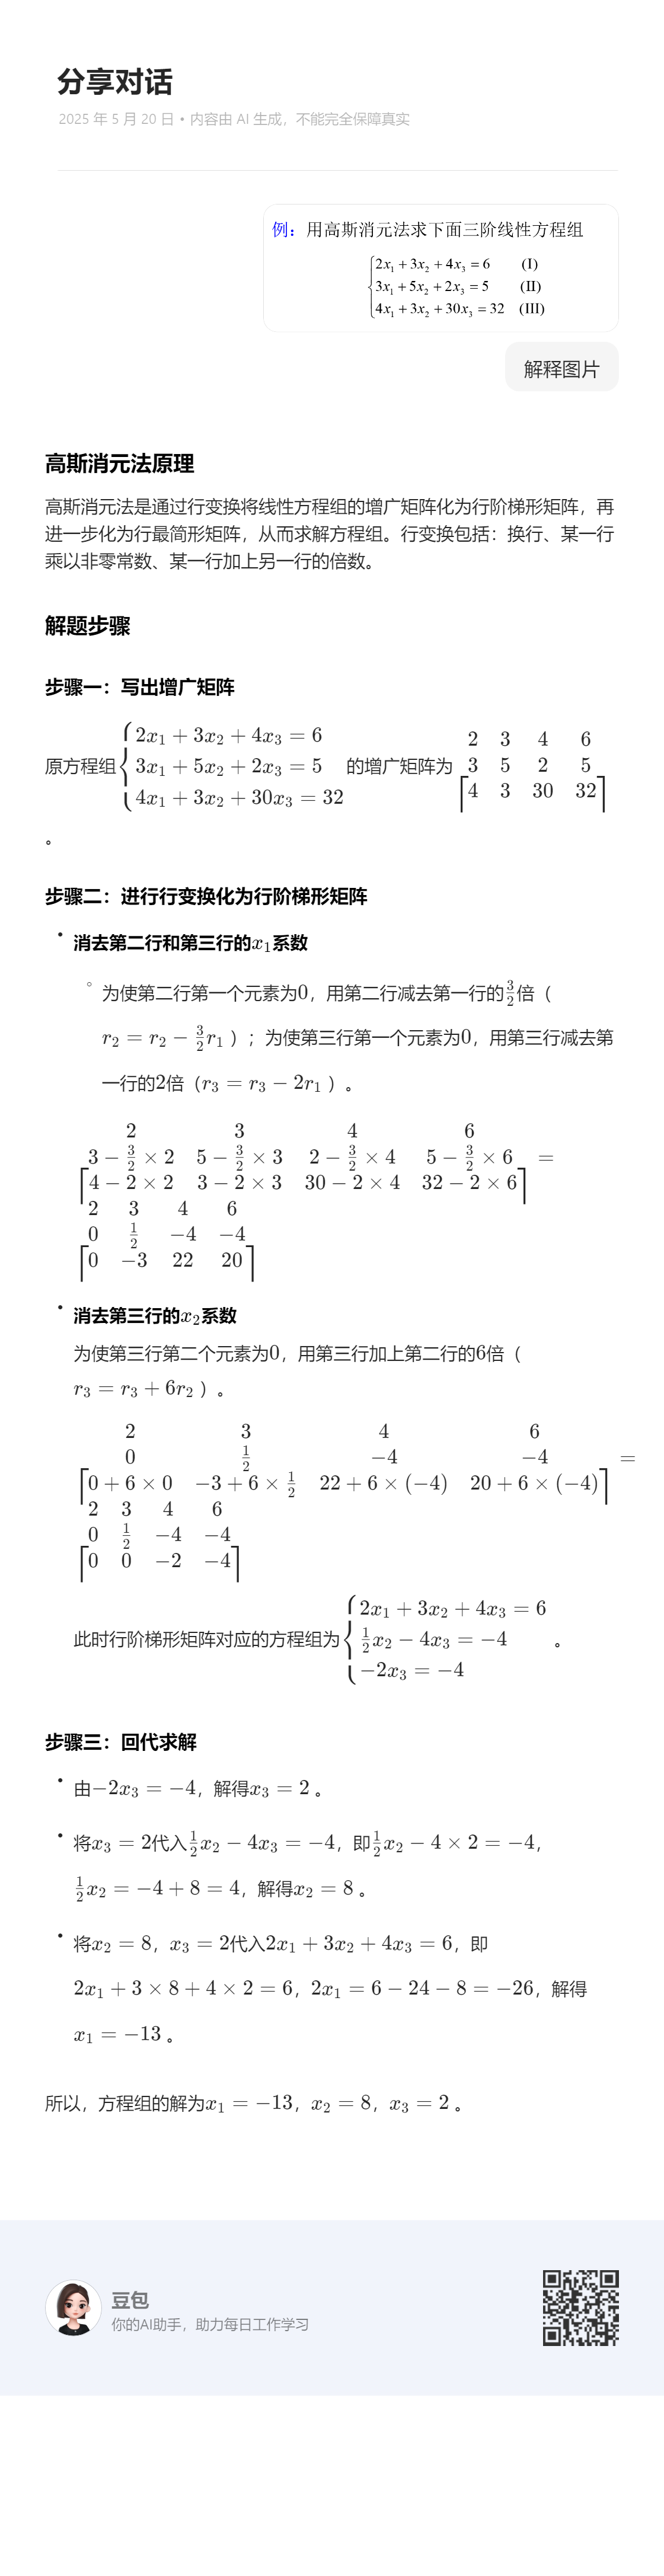 分享对话
2025 年 5 月 20 日 • 内容由 AI 生成，不能完全保障真实
例：用高斯消元法求下面三阶线性方程组
2x₁ + 3x₂ + 4x₃ = 6 (I)
3x₁ + 5x₂ + 2x₃ = 5 (II)
4x₁ + 3x₂ + 30x₃ = 32 (III)
解释图片
高斯消元法原理
高斯消元法是通过行变换将线性方程组的增广矩阵化为行阶梯形矩阵，再
进一步化为行最简形矩阵，从而求解方程组。行变换包括：换行、某一行
乘以非零常数、某一行加上另一行的倍数。
解题步骤
步骤一：写出增广矩阵
原方程组{2x₁ + 3x₂ + 4x₃ = 6
3x₁ + 5x₂ + 2x₃ = 5
4x₁ + 3x₂ + 30x₃ = 32
的增广矩阵为
2 3 4 6
3 5 2 5
⌈4 3 30 32⌉
。
步骤二：进行行变换化为行阶梯形矩阵
• 消去第二行和第三行的x₁系数
◦ 为使第二行第一个元素为0，用第二行减去第一行的3/2倍（
r₂ = r₂ − 3/2r₁ ）；为使第三行第一个元素为0，用第三行减去第
一行的2倍（r₃ = r₃ − 2r₁ ）。
2 3 4 6
3 − 3/2 × 2 5 − 3/2 × 3 2 − 3/2 × 4 5 − 3/2 × 6 =
⌈4 − 2 × 2 3 − 2 × 3 30 − 2 × 4 32 − 2 × 6⌉
2 3 4 6
0 1/2 −4 −4
⌈0 −3 22 20⌉
• 消去第三行的x₂系数
为使第三行第二个元素为0，用第三行加上第二行的6倍（
r₃ = r₃ + 6r₂ ）。
2 3 4 6
0 1/2 −4 −4 =
⌈0 + 6 × 0 −3 + 6 × 1/2 22 + 6 × (−4) 20 + 6 × (−4)⌉
2 3 4 6
0 1/2 −4 −4
⌈0 0 −2 −4⌉
此时行阶梯形矩阵对应的方程组为{2x₁ + 3x₂ + 4x₃ = 6
1/2x₂ − 4x₃ = −4 。
−2x₃ = −4
步骤三：回代求解
• 由−2x₃ = −4，解得x₃ = 2 。
• 将x₃ = 2代入1/2x₂ − 4x₃ = −4，即1/2x₂ − 4 × 2 = −4，
1/2x₂ = −4 + 8 = 4，解得x₂ = 8 。
• 将x₂ = 8，x₃ = 2代入2x₁ + 3x₂ + 4x₃ = 6，即
2x₁ + 3 × 8 + 4 × 2 = 6，2x₁ = 6 − 24 − 8 = −26，解得
x₁ = −13 。
所以，方程组的解为x₁ = −13，x₂ = 8，x₃ = 2 。
豆包
你的AI助手，助力每日工作学习